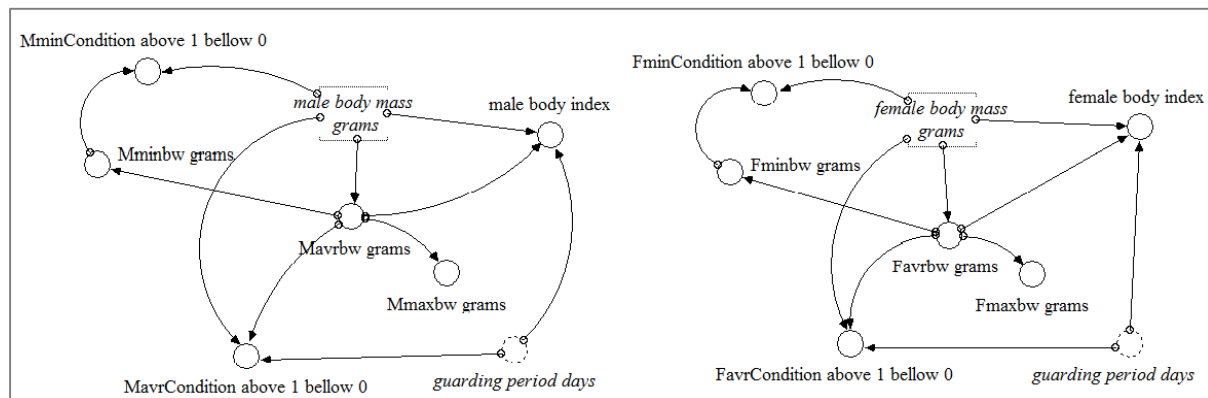 MminCondition above 1 bellow 0
male body mass
grams
male body index
Mminbw grams
Mavrbw grams
Mmaxbw grams
MavrCondition above 1 bellow 0
guarding period days
FminCondition above 1 bellow 0
female body mass
grams
female body index
Fminbw grams
Favrbw grams
Fmaxbw grams
FavrCondition above 1 bellow 0
guarding period days